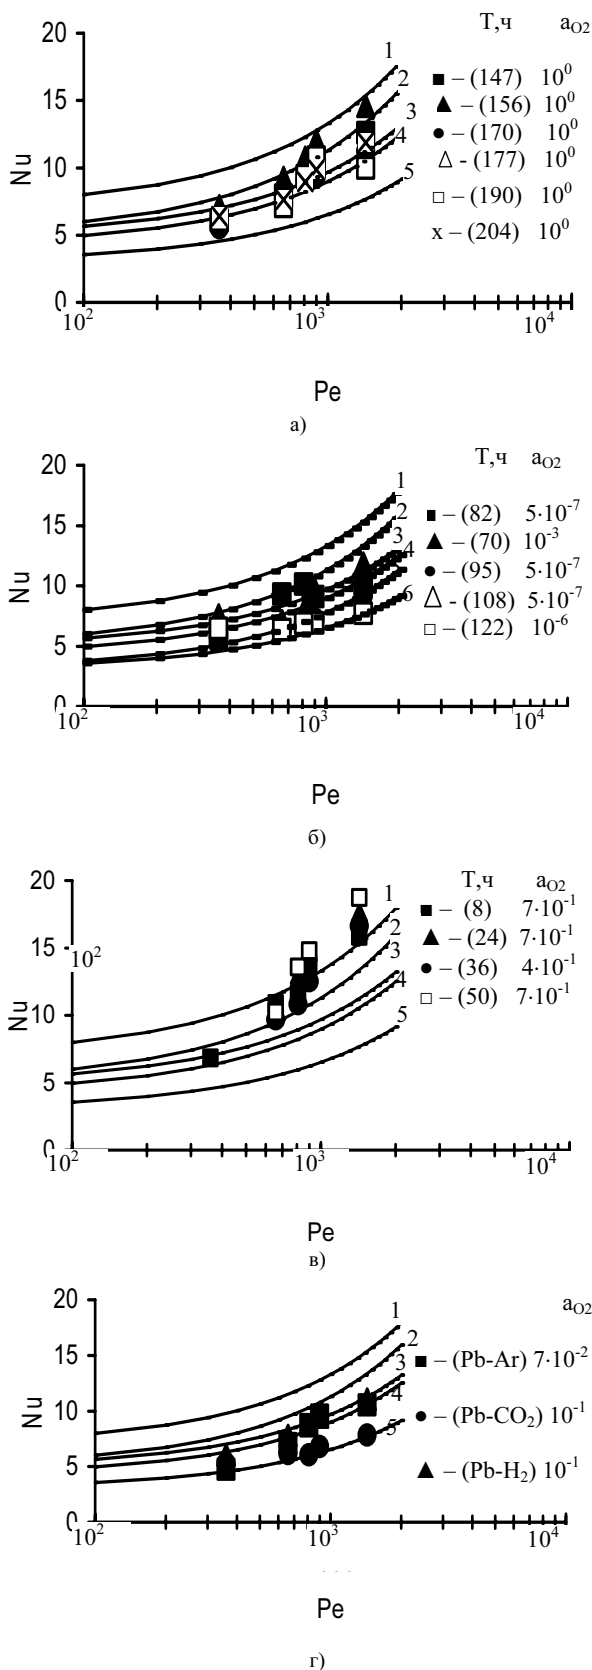 20
15
10
5
0
Nu
10² 10³ 10⁴
Pe
1
2
3
4
5
Т,ч aO2
■ – (147) 10⁰
▲ – (156) 10⁰
● – (170) 10⁰
△ - (177) 10⁰
□ - (190) 10⁰
x – (204) 10⁰
а)
20
15
10
5
0
Nu
10² 10³ 10⁴
Pe
1
2
3
4
6
Т,ч aO2
■ – (82) 5·10⁻⁷
▲ – (70) 10⁻³
● – (95) 5·10⁻⁷
△ - (108) 5·10⁻⁷
□ – (122) 10⁻⁶
б)
20
15
10²
10
5
0
Nu
10² 10³ 10⁴
Pe
1
2
3
4
5
Т,ч aO2
■ – (8) 7·10⁻¹
▲ – (24) 7·10⁻¹
● – (36) 4·10⁻¹
□ – (50) 7·10⁻¹
в)
20
15
10
5
0
Nu
10² 10³ 10⁴
Pe
1
2
3
4
5
aO2
■ – (Pb-Ar) 7·10⁻²
● – (Pb-CO₂) 10⁻¹
▲ – (Pb-H₂) 10⁻¹
г)